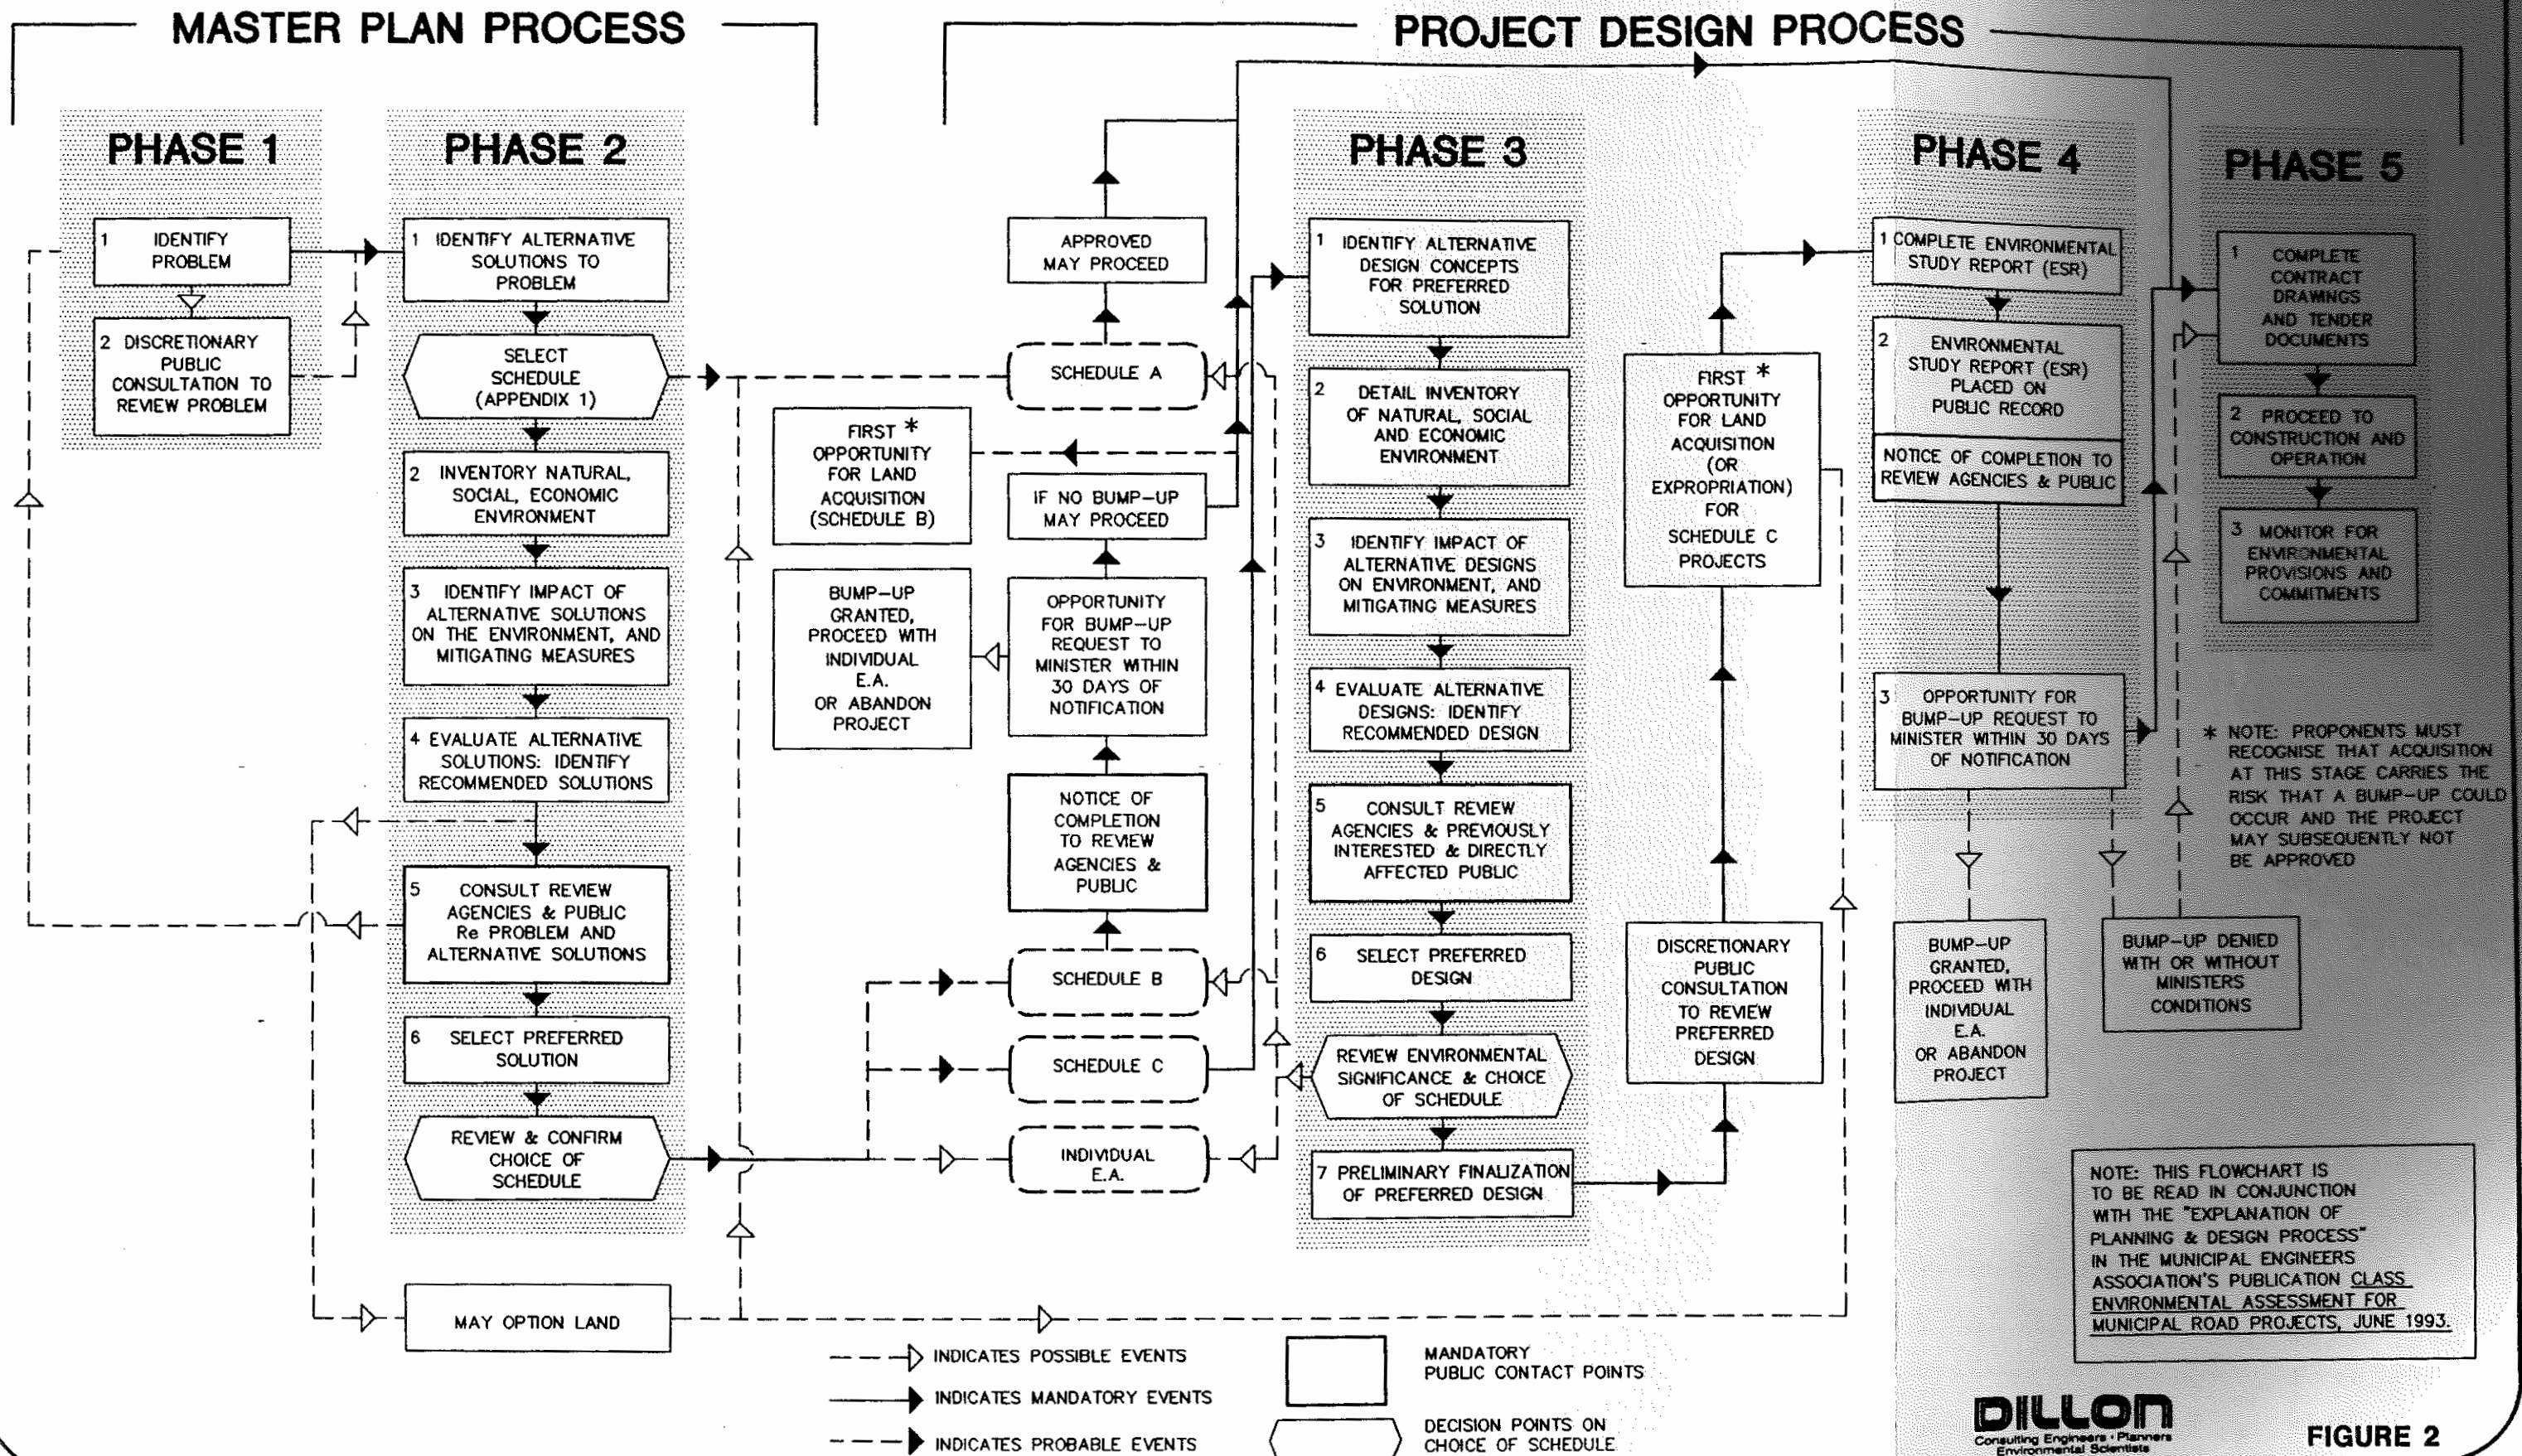 MASTER PLAN PROCESS
PROJECT DESIGN PROCESS
PHASE 1
1 IDENTIFY
PROBLEM
2 DISCRETIONARY
PUBLIC
CONSULTATION TO
REVIEW PROBLEM
PHASE 2
1 IDENTIFY ALTERNATIVE
SOLUTIONS TO
PROBLEM
SELECT
SCHEDULE
(APPENDIX 1)
2 INVENTORY NATURAL,
SOCIAL, ECONOMIC
ENVIRONMENT
3 IDENTIFY IMPACT OF
ALTERNATIVE SOLUTIONS
ON THE ENVIRONMENT, AND
MITIGATING MEASURES
4 EVALUATE ALTERNATIVE
SOLUTIONS: IDENTIFY
RECOMMENDED SOLUTIONS
5 CONSULT REVIEW
AGENCIES & PUBLIC
Re PROBLEM AND
ALTERNATIVE SOLUTIONS
6 SELECT PREFERRED
SOLUTION
REVIEW & CONFIRM
CHOICE OF
SCHEDULE
MAY OPTION LAND
APPROVED
MAY PROCEED
SCHEDULE A
FIRST *
OPPORTUNITY
FOR LAND
ACQUISITION
(SCHEDULE B)
IF NO BUMP-UP
MAY PROCEED
BUMP-UP
GRANTED,
PROCEED WITH
INDIVIDUAL
E.A.
OR ABANDON
PROJECT
OPPORTUNITY
FOR BUMP-UP
REQUEST TO
MINISTER WITHIN
30 DAYS OF
NOTIFICATION
NOTICE OF
COMPLETION
TO REVIEW
AGENCIES &
PUBLIC
SCHEDULE B
SCHEDULE C
INDIVIDUAL
E.A.
PHASE 3
1 IDENTIFY ALTERNATIVE
DESIGN CONCEPTS
FOR PREFERRED
SOLUTION
2 DETAIL INVENTORY
OF NATURAL, SOCIAL
AND ECONOMIC
ENVIRONMENT
3 IDENTIFY IMPACT OF
ALTERNATIVE DESIGNS
ON ENVIRONMENT, AND
MITIGATING MEASURES
4 EVALUATE ALTERNATIVE
DESIGNS: IDENTIFY
RECOMMENDED DESIGN
5 CONSULT REVIEW
AGENCIES & PREVIOUSLY
INTERESTED & DIRECTLY
AFFECTED PUBLIC
6 SELECT PREFERRED
DESIGN
REVIEW ENVIRONMENTAL
SIGNIFICANCE & CHOICE
OF SCHEDULE
7 PRELIMINARY FINALIZATION
OF PREFERRED DESIGN
FIRST *
OPPORTUNITY
FOR LAND
ACQUISITION
(OR
EXPROPRIATION)
FOR
SCHEDULE C
PROJECTS
DISCRETIONARY
PUBLIC
CONSULTATION
TO REVIEW
PREFERRED
DESIGN
PHASE 4
1 COMPLETE ENVIRONMENTAL
STUDY REPORT (ESR)
2 ENVIRONMENTAL
STUDY REPORT (ESR)
PLACED ON
PUBLIC RECORD
NOTICE OF COMPLETION TO
REVIEW AGENCIES & PUBLIC
3 OPPORTUNITY FOR
BUMP-UP REQUEST TO
MINISTER WITHIN 30 DAYS
OF NOTIFICATION
BUMP-UP
GRANTED,
PROCEED WITH
INDIVIDUAL
E.A.
OR ABANDON
PROJECT
BUMP-UP DENIED
WITH OR WITHOUT
MINISTERS
CONDITIONS
PHASE 5
1 COMPLETE
CONTRACT
DRAWINGS
AND TENDER
DOCUMENTS
2 PROCEED TO
CONSTRUCTION AND
OPERATION
3 MONITOR FOR
ENVIRONMENTAL
PROVISIONS AND
COMMITMENTS
* NOTE: PROPONENTS MUST
RECOGNISE THAT ACQUISITION
AT THIS STAGE CARRIES THE
RISK THAT A BUMP-UP COULD
OCCUR AND THE PROJECT
MAY SUBSEQUENTLY NOT
BE APPROVED
NOTE: THIS FLOWCHART IS
TO BE READ IN CONJUNCTION
WITH THE "EXPLANATION OF
PLANNING & DESIGN PROCESS"
IN THE MUNICIPAL ENGINEERS
ASSOCIATION'S PUBLICATION CLASS
ENVIRONMENTAL ASSESSMENT FOR
MUNICIPAL ROAD PROJECTS, JUNE 1993.
INDICATES POSSIBLE EVENTS
INDICATES MANDATORY EVENTS
INDICATES PROBABLE EVENTS
MANDATORY
PUBLIC CONTACT POINTS
DECISION POINTS ON
CHOICE OF SCHEDULE
DILLON
Consulting Engineers • Planners
Environmental Scientists
FIGURE 2